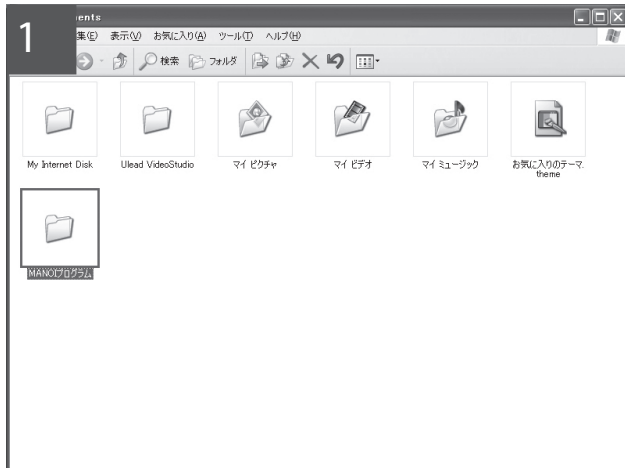 1
ents
集(E) 表示(V) お気に入り(A) ツール(T) ヘルプ(H)
検索 フォルダ
My Internet Disk Ulead VideoStudio マイ ピクチャ マイ ビデオ マイ ミュージック お気に入りのテーマ.
theme
MANOIプログラム